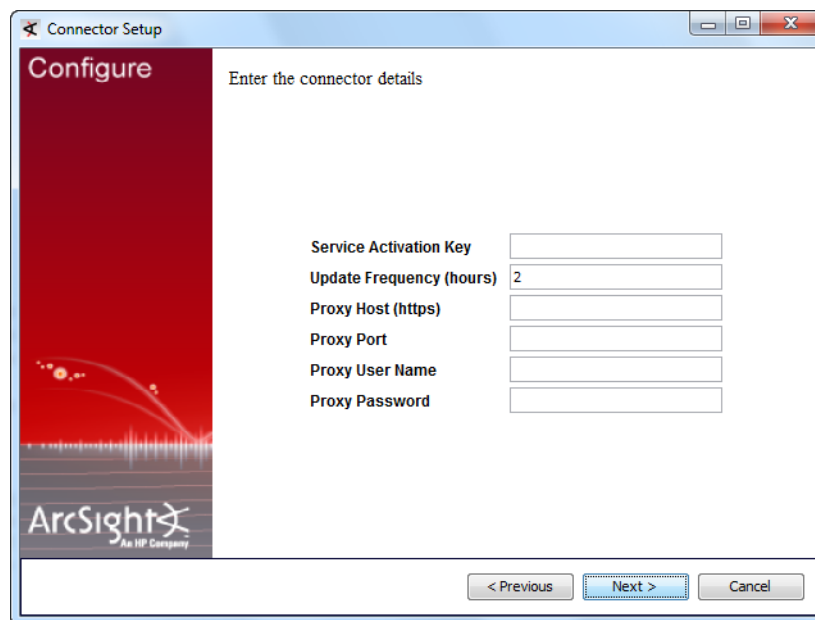 Connector Setup
Configure
Enter the connector details
Service Activation Key
Update Frequency (hours) 2
Proxy Host (https)
Proxy Port
Proxy User Name
Proxy Password
ArcSight
An HP Company
< Previous Next > Cancel